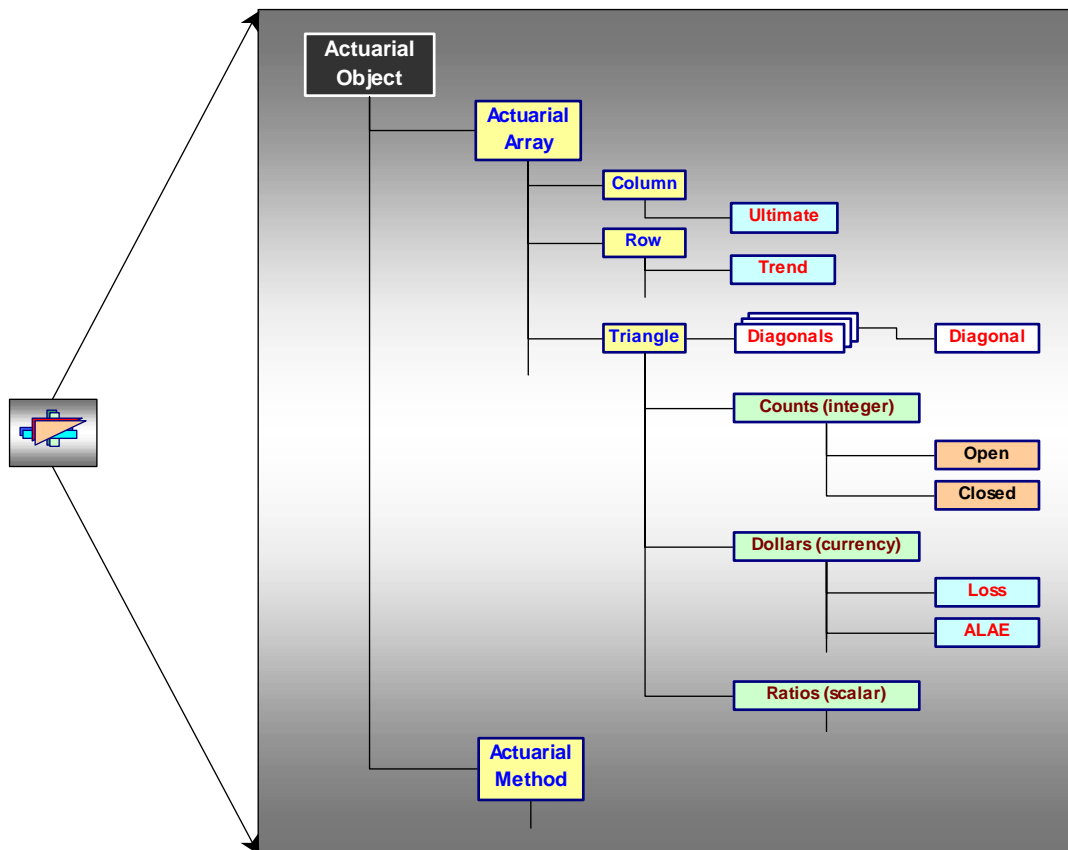 Actuarial
Object
Actuarial
Array
Column
Ultimate
Row
Trend
Triangle
Diagonals
Diagonal
Counts (integer)
Open
Closed
Dollars (currency)
Loss
ALAE
Ratios (scalar)
Actuarial
Method